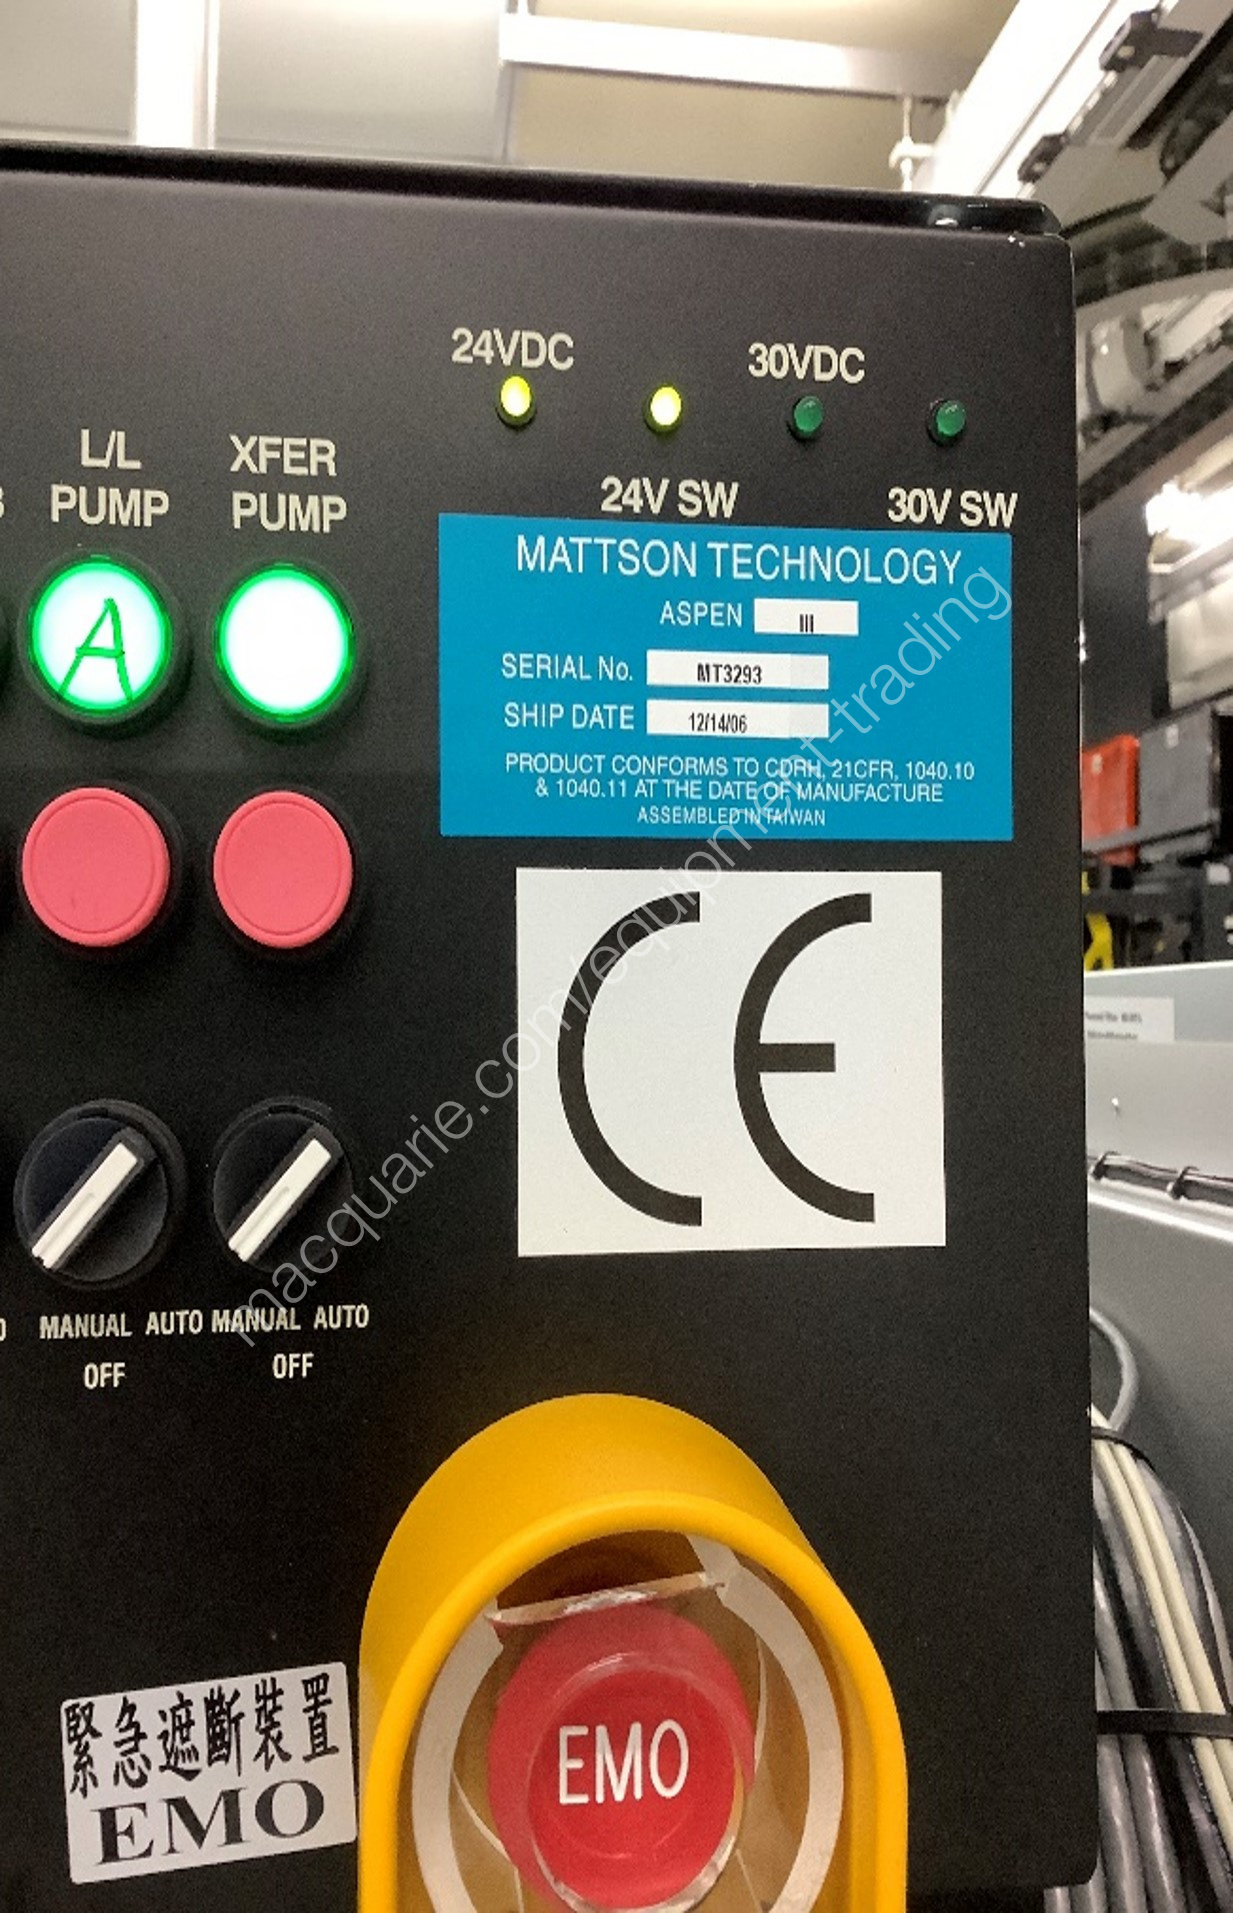 24VDC
30VDC
24V SW
30V SW
L/L
PUMP
XFER
PUMP
A
MATTSON TECHNOLOGY
ASPEN III
SERIAL No. MT3293
SHIP DATE 12/14/06
PRODUCT CONFORMS TO CDRH, 21CFR, 1040.10
& 1040.11 AT THE DATE OF MANUFACTURE
ASSEMBLED IN TAIWAN
CE
MANUAL AUTO
OFF
MANUAL AUTO
OFF
EMO
緊急遮斷裝置
EMO
macquarie.com/equipment-trading